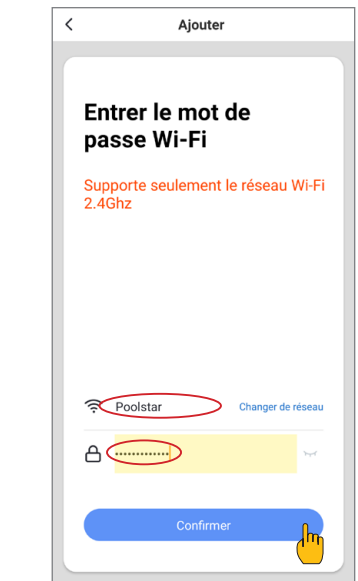 Ajouter
Entrer le mot de
passe Wi-Fi
Supporte seulement le réseau Wi-Fi
2.4Ghz
Poolstar Changer de réseau
••••••••••••
Confirmer